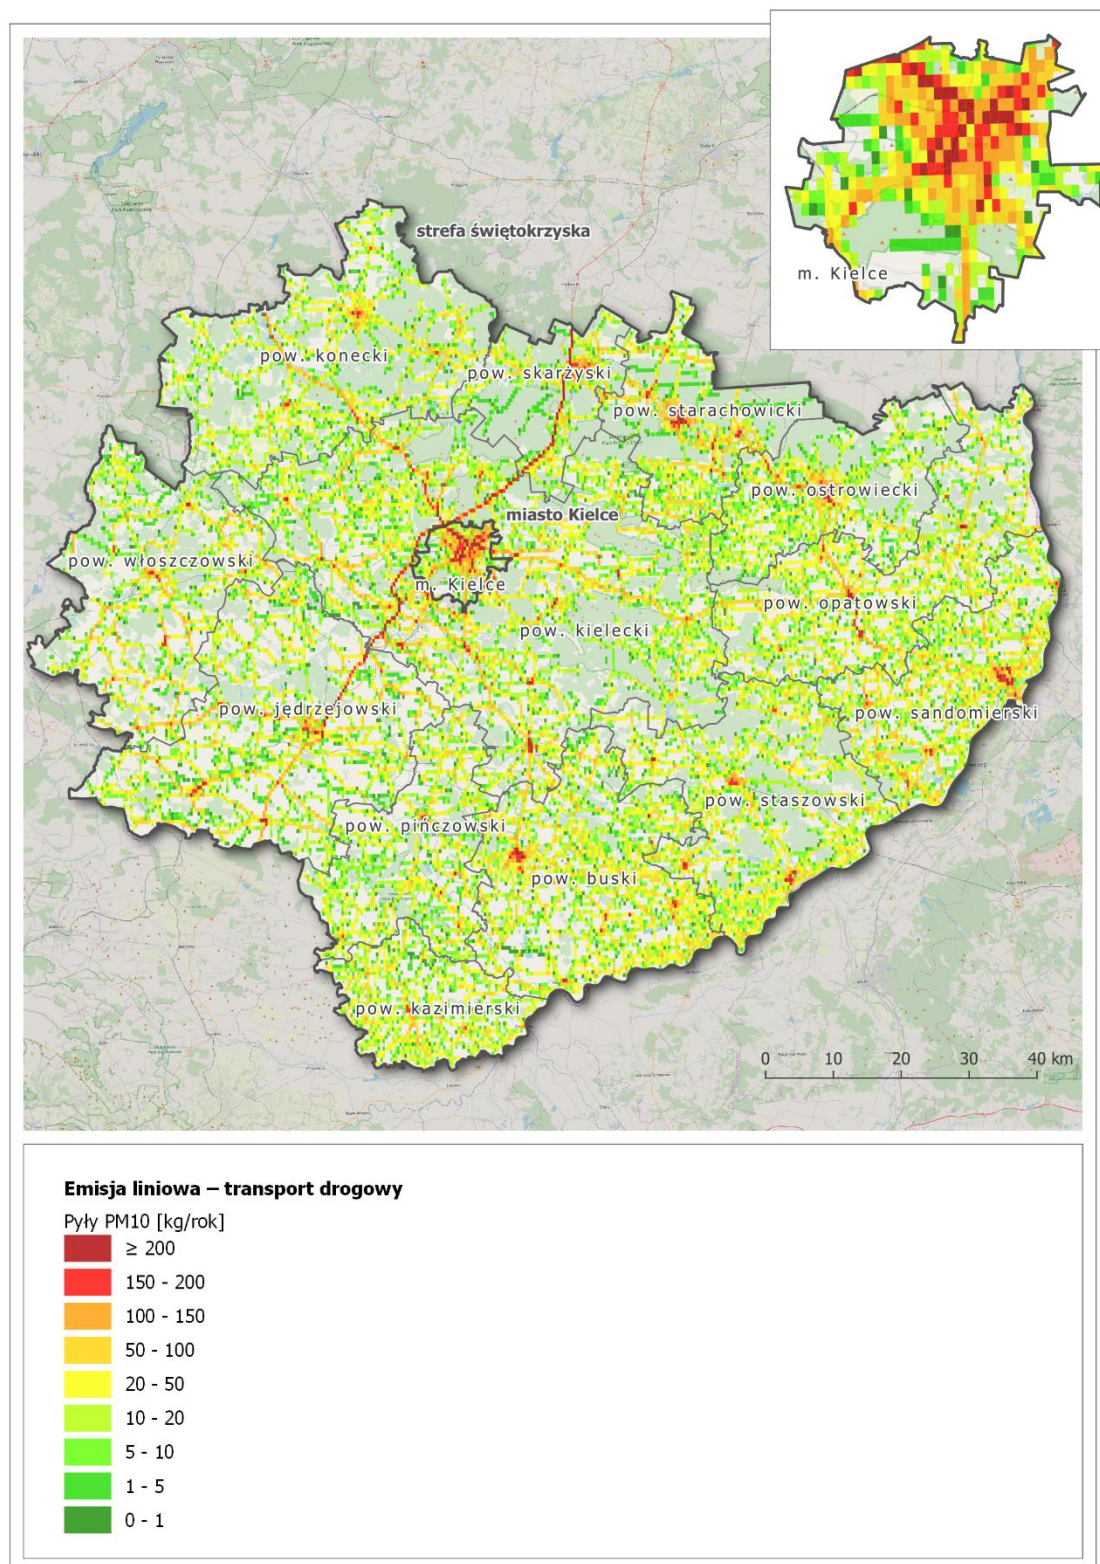 m. Kielce
strefa świętokrzyska
pow. konecki
pow. skarżyski
pow. starachowicki
pow. ostrowiecki
miasto Kielce
pow. włoszczowski
m. Kielce
pow. opatowski
pow. kielecki
pow. jędrzejowski
pow. sandomierski
pow. staszowski
pow. pińczowski
pow. buski
pow. kazimierski
0 10 20 30 40 km
Emisja liniowa – transport drogowy
Pyły PM10 [kg/rok]
≥ 200
150 - 200
100 - 150
50 - 100
20 - 50
10 - 20
5 - 10
1 - 5
0 - 1